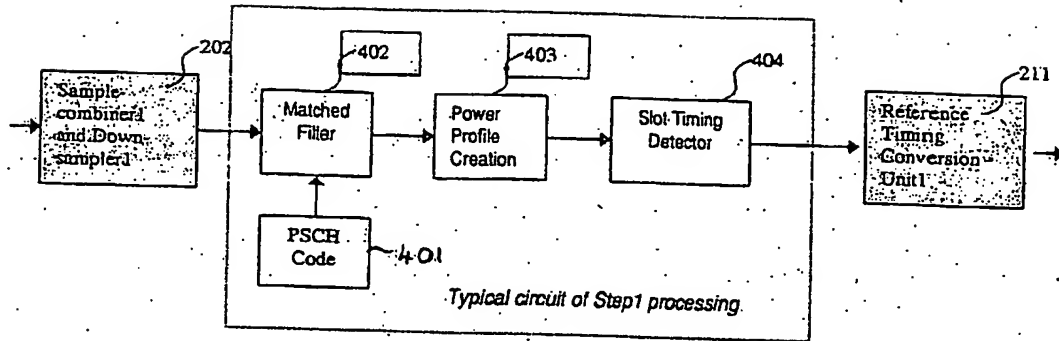 202
402
403
404
211
Sample
combiner1
and Down-
sampler1
Matched
Filler
Power
Profile
Creation
Slot Timing
Detector
Reference
Timing
Conversion
Unit1
PSCH
Code
401
Typical circuit of Step1 processing